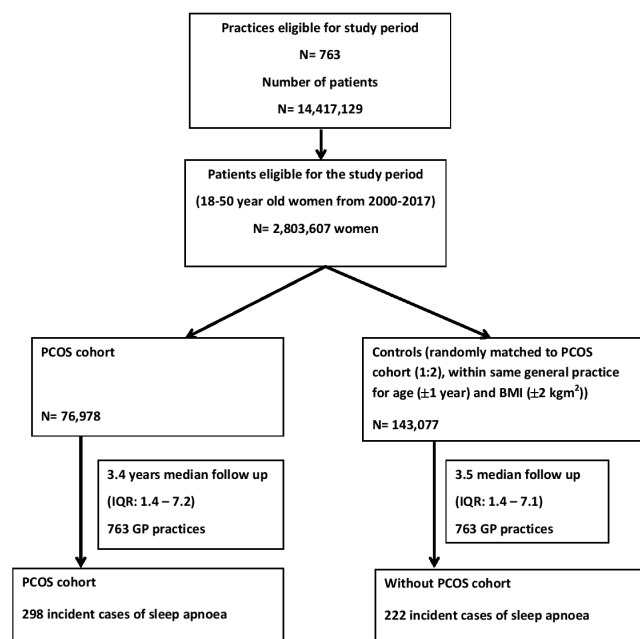 Practices eligible for study period
N= 763
Number of patients
N= 14,417,129
Patients eligible for the study period
(18-50 year old women from 2000-2017)
N= 2,803,607 women
PCOS cohort
N= 76,978
Controls (randomly matched to PCOS
cohort (1:2), within same general practice
for age (±1 year) and BMI (±2 kgm²))
N= 143,077
3.4 years median follow up
(IQR: 1.4 – 7.2)
763 GP practices
3.5 median follow up
(IQR: 1.4 – 7.1)
763 GP practices
PCOS cohort
298 incident cases of sleep apnoea
Without PCOS cohort
222 incident cases of sleep apnoea